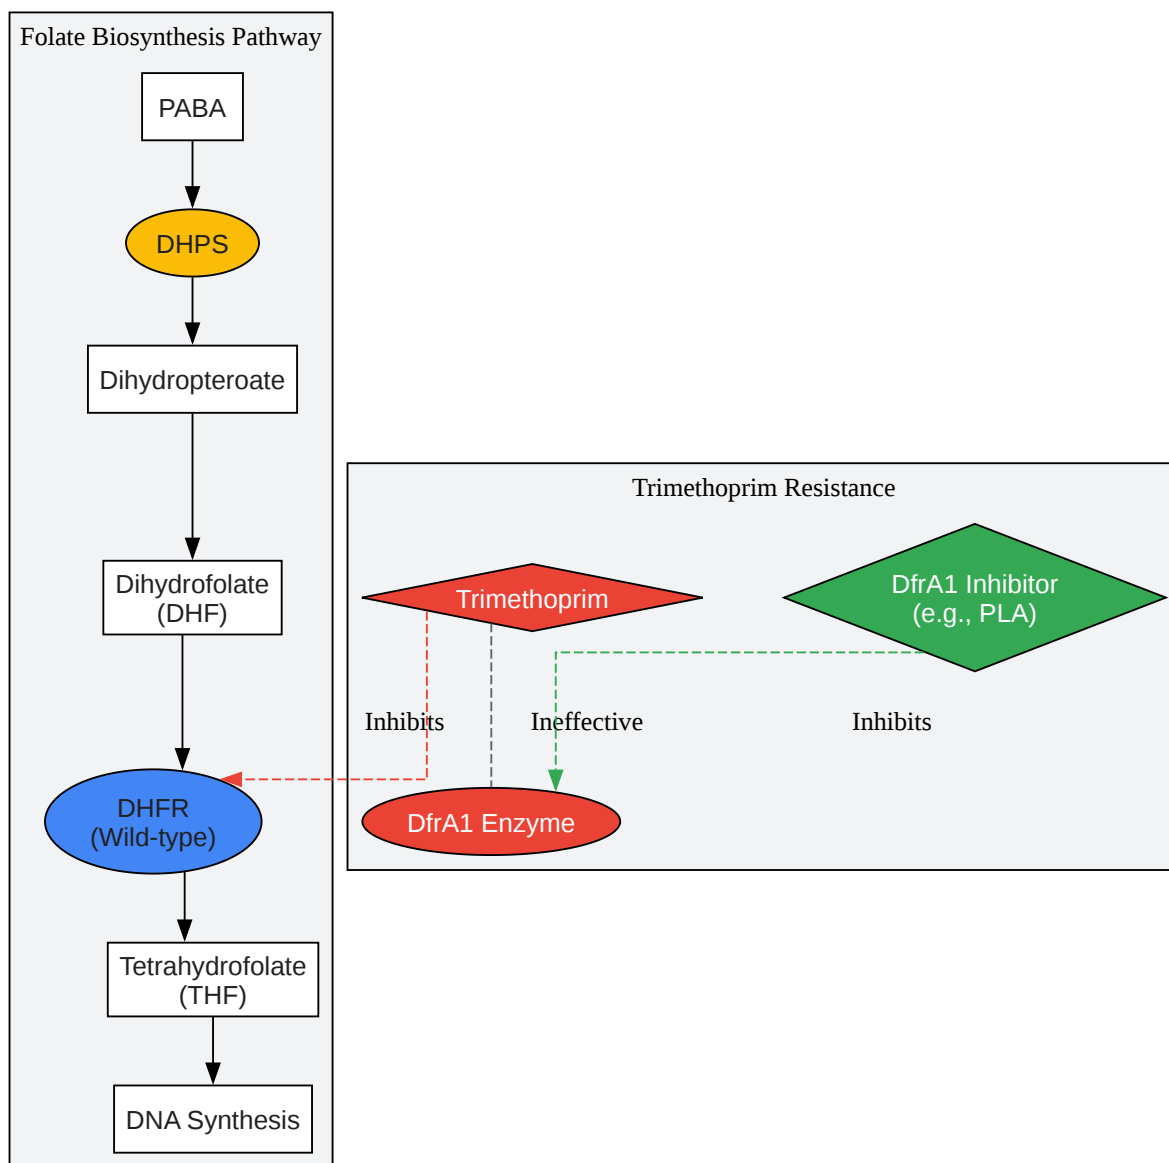 Folate Biosynthesis Pathway
PABA
DHPS
Dihydropteroate
Dihydrofolate
(DHF)
DHFR
(Wild-type)
Tetrahydrofolate
(THF)
DNA Synthesis
Trimethoprim Resistance
Trimethoprim
DfrA1 Inhibitor
(e.g., PLA)
Inhibits
Ineffective
Inhibits
DfrA1 Enzyme